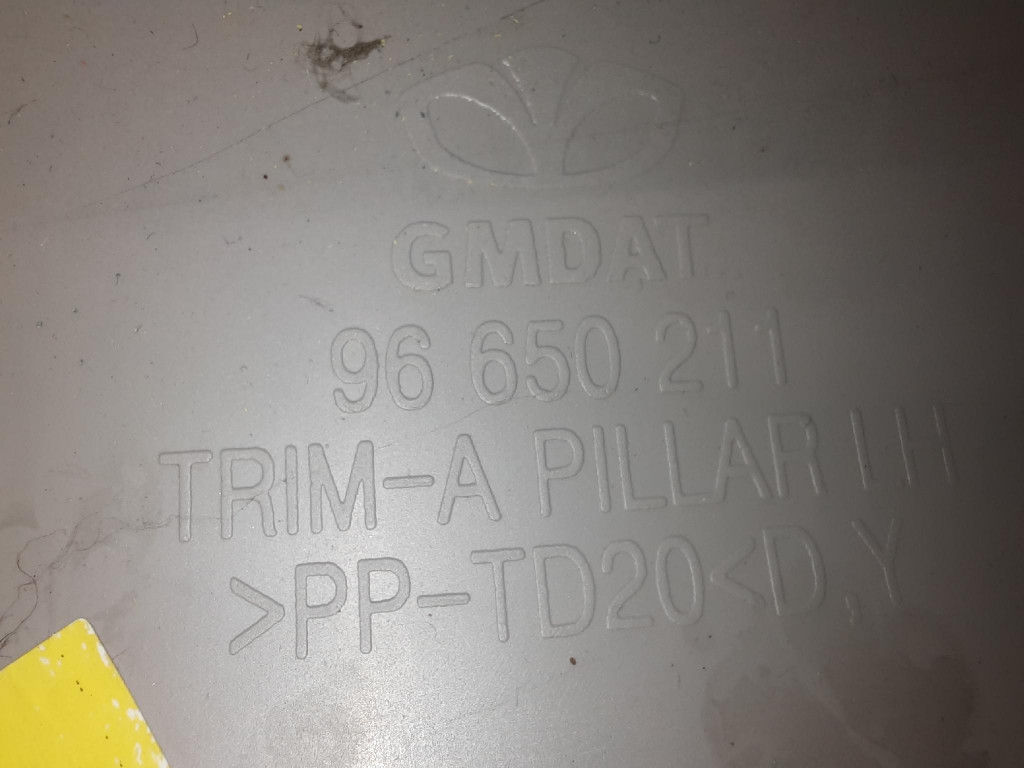 GMDAT
96 650 211
TRIM-A PILLAR LH
>PP-TD20<D,Y